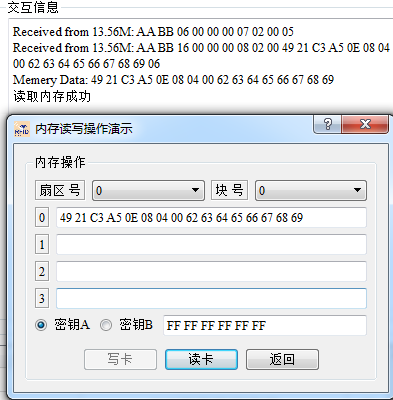 交互信息
Received from 13.56M: AA BB 06 00 00 00 07 02 00 05
Received from 13.56M: AA BB 16 00 00 00 08 02 00 49 21 C3 A5 0E 08 04
00 62 63 64 65 66 67 68 69 06
Memery Data: 49 21 C3 A5 0E 08 04 00 62 63 64 65 66 67 68 69
读取内存成功
内存读写操作演示
内存操作
扇区 号 0 块 号 0
0 49 21 C3 A5 0E 08 04 00 62 63 64 65 66 67 68 69
1
2
3
密钥A 密钥B FF FF FF FF FF FF
写卡 读卡 返回